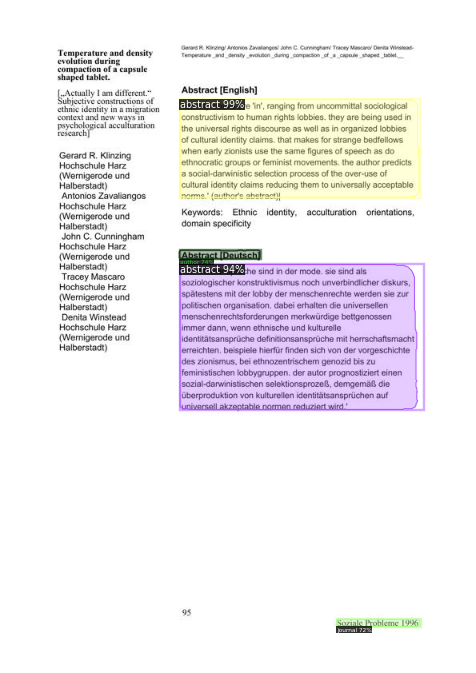 Gerard R. Klinzing/ Antonios Zavaliangos/ John C. Cunningham/ Tracey Mascaro/ Denita Winstead-
Temperature _and _density _evolution _during _compaction _of _a _capsule _shaped _tablet.__
Temperature and density
evolution during
compaction of a capsule
shaped tablet.
[„Actually I am different.“
Subjective constructions of
ethnic identity in a migration
context and new ways in
psychological acculturation
research]
Gerard R. Klinzing
Hochschule Harz
(Wernigerode und
Halberstadt)
Antonios Zavaliangos
Hochschule Harz
(Wernigerode und
Halberstadt)
John C. Cunningham
Hochschule Harz
(Wernigerode und
Halberstadt)
Tracey Mascaro
Hochschule Harz
(Wernigerode und
Halberstadt)
Denita Winstead
Hochschule Harz
(Wernigerode und
Halberstadt)
Abstract [English]
abstract 99% e 'in', ranging from uncommittal sociological
constructivism to human rights lobbies. they are being used in
the universal rights discourse as well as in organized lobbies
of cultural identity claims. that makes for strange bedfellows
when early zionists use the same figures of speech as do
ethnocratic groups or feminist movements. the author predicts
a social-darwinistic selection process of the over-use of
cultural identity claims reducing them to universally acceptable
norms.' (author's abstract)|
Keywords: Ethnic identity, acculturation orientations,
domain specificity
Abstract [Deutsch]
abstract 94% che sind in der mode. sie sind als
soziologischer konstruktivismus noch unverbindlicher diskurs,
spätestens mit der lobby der menschenrechte werden sie zur
politischen organisation. dabei erhalten die universellen
menschenrechtsforderungen merkwürdige bettgenossen
immer dann, wenn ethnische und kulturelle
identitätsansprüche definitionsansprüche mit herrschaftsmacht
erreichten. beispiele hierfür finden sich von der vorgeschichte
des zionismus, bei ethnozentrischem genozid bis zu
feministischen lobbygruppen. der autor prognostiziert einen
sozial-darwinistischen selektionsprozeß, demgemäß die
überproduktion von kulturellen identitätsansprüchen auf
universell akzeptable normen reduziert wird.'
95
Soziale Probleme 1996
journal 72%